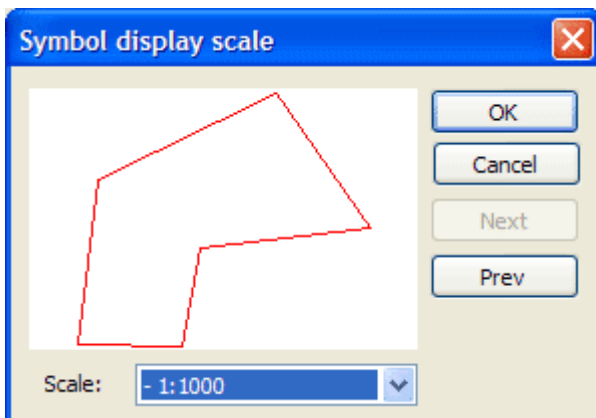 Symbol display scale
OK
Cancel
Next
Prev
Scale: - 1:1000